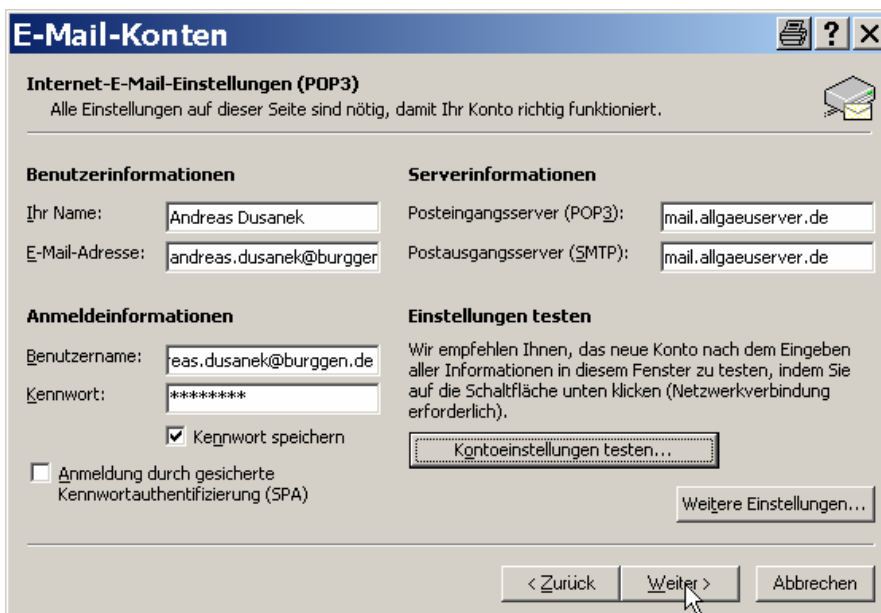 E-Mail-Konten
Internet-E-Mail-Einstellungen (POP3)
Alle Einstellungen auf dieser Seite sind nötig, damit Ihr Konto richtig funktioniert.
Benutzerinformationen
Ihr Name: Andreas Dusanek
E-Mail-Adresse: andreas.dusanek@burggen
Serverinformationen
Posteingangsserver (POP3): mail.allgaeuserver.de
Postausgangsserver (SMTP): mail.allgaeuserver.de
Anmeldeinformationen
Benutzername: reas.dusanek@burggen.de
Kennwort: ********
Kennwort speichern
Anmeldung durch gesicherte
Kennwortauthentifizierung (SPA)
Einstellungen testen
Wir empfehlen Ihnen, das neue Konto nach dem Eingeben
aller Informationen in diesem Fenster zu testen, indem Sie
auf die Schaltfläche unten klicken (Netzwerkverbindung
erforderlich).
Kontoeinstellungen testen...
Weitere Einstellungen...
< Zurück
Weiter >
Abbrechen